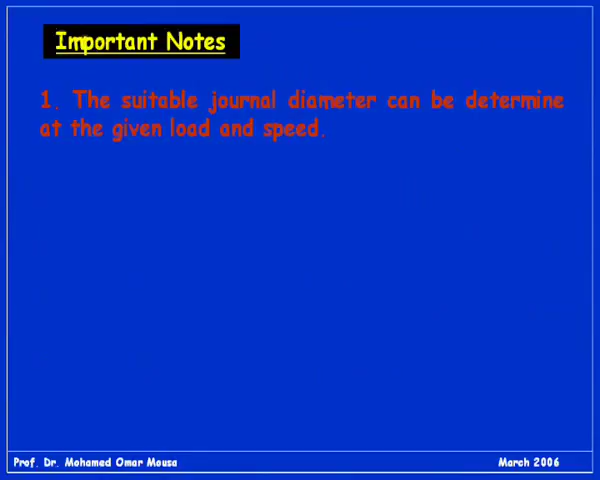 Important Notes
1. The suitable journal diameter can be determine
at the given load and speed.
Prof. Dr. Mohamed Omar Mousa
March 2006